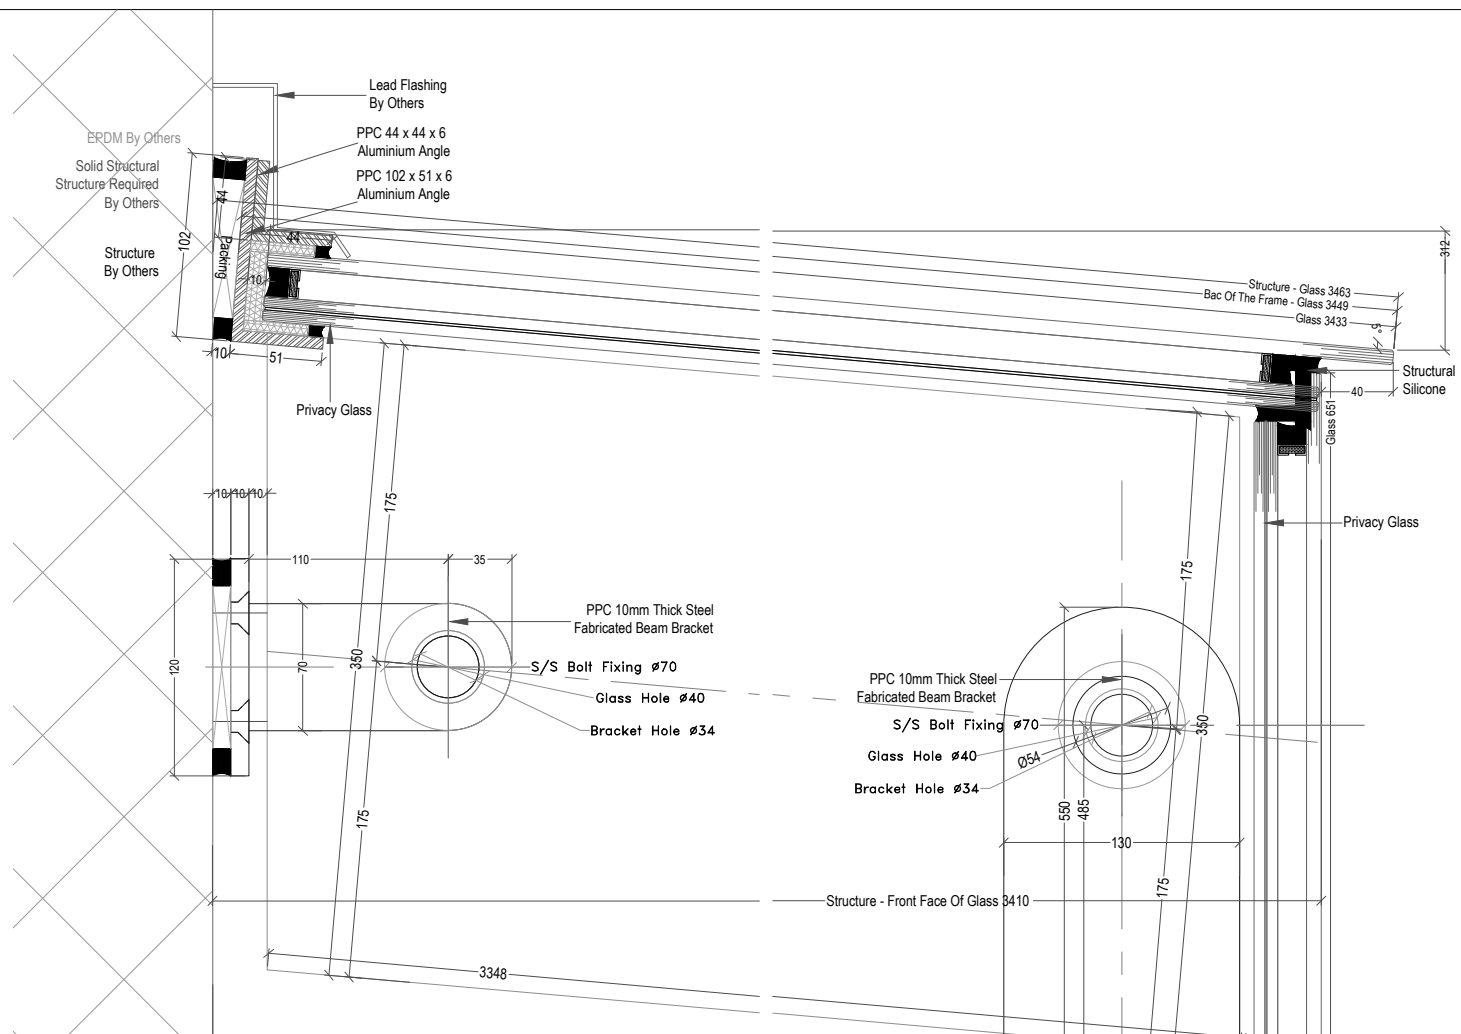 Lead Flashing
By Others
EPDM By Others
PPC 44 x 44 x 6
Aluminium Angle
Solid Structural
Structure Required
By Others
PPC 102 x 51 x 6
Aluminium Angle
44
102
Structure
By Others
Packing
44
10
312
Structure - Glass 3463
Bac Of The Frame - Glass 3449
Glass 3433
5°
10
51
Structural
Silicone
40
Glass 651
Privacy Glass
175
10
10
10
Privacy Glass
110
35
175
PPC 10mm Thick Steel
Fabricated Beam Bracket
120
70
350
S/S Bolt Fixing ø70
Glass Hole ø40
Bracket Hole ø34
PPC 10mm Thick Steel
Fabricated Beam Bracket
S/S Bolt Fixing ø70
350
Glass Hole ø40
Ø54
Bracket Hole ø34
175
550
485
130
175
Structure - Front Face Of Glass 3410
3348